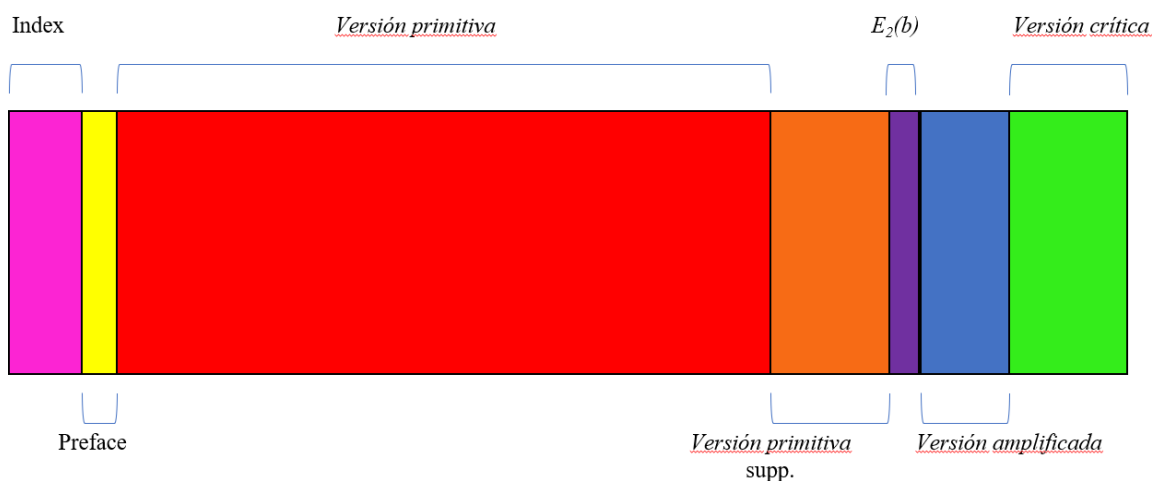 Index
Versión primitiva
E₂(b)
Versión crítica
Preface
Versión primitiva
supp.
Versión amplificada